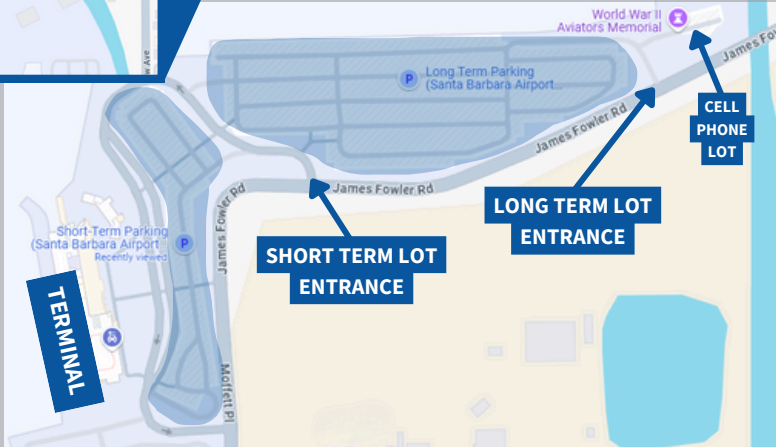 World War II
Aviators Memorial
James Fow
w Ave
P
Long Term Parking
(Santa Barbara Airport...
CELL
PHONE
LOT
James Fowler Rd
James Fowler Rd
LONG TERM LOT
ENTRANCE
James Fowler Rd
Short-Term Parking
(Santa Barbara Airport...
Recently viewed
P
SHORT TERM LOT
ENTRANCE
TERMINAL
Moffett Pl